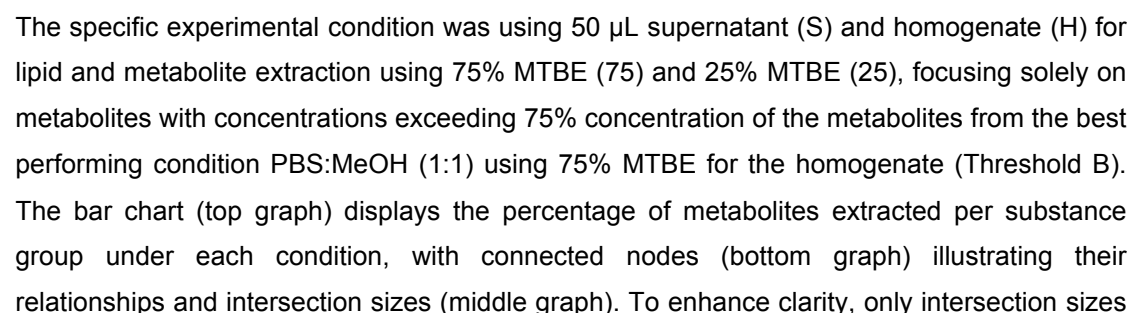 The specific experimental condition was using 50 µL supernatant (S) and homogenate (H) for
lipid and metabolite extraction using 75% MTBE (75) and 25% MTBE (25), focusing solely on
metabolites with concentrations exceeding 75% concentration of the metabolites from the best
performing condition PBS:MeOH (1:1) using 75% MTBE for the homogenate (Threshold B).
The bar chart (top graph) displays the percentage of metabolites extracted per substance
group under each condition, with connected nodes (bottom graph) illustrating their
relationships and intersection sizes (middle graph). To enhance clarity, only intersection sizes